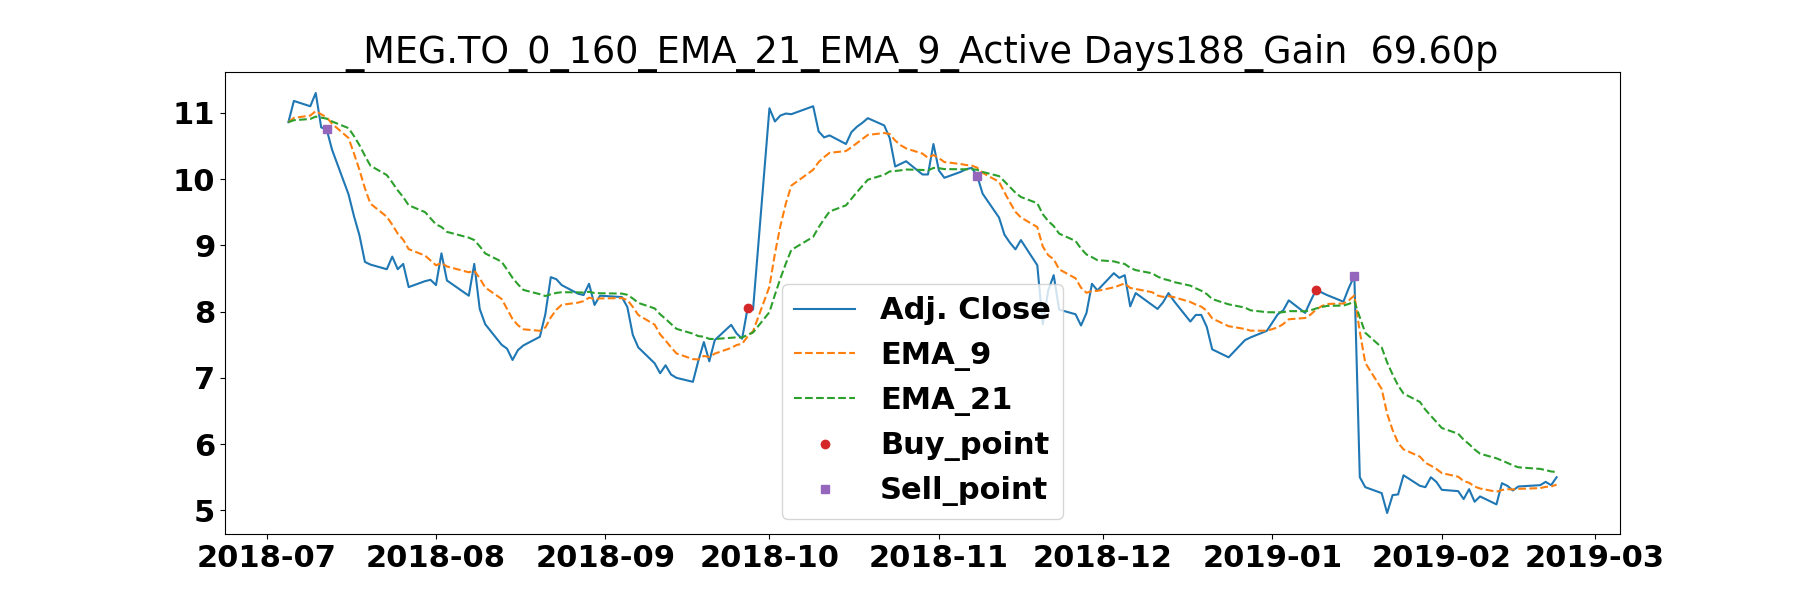 _MEG.TO_0_160_EMA_21_EMA_9_Active Days188_Gain  69.60p
11
10
9
8
7
6
5
Adj. Close
EMA_9
EMA_21
Buy_point
Sell_point
2018-07 2018-08 2018-09 2018-10 2018-11 2018-12 2019-01 2019-02 2019-03